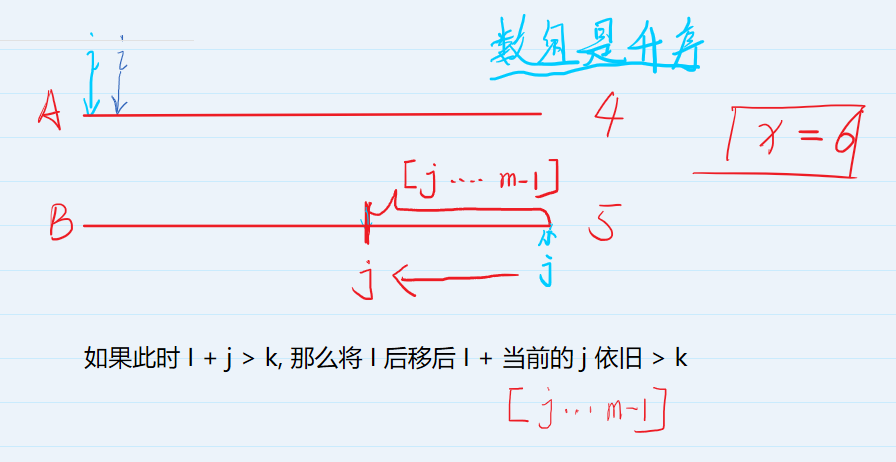 数组是升序
i i
A 4
x = 6
[j .... m-1]
B 5
j j
如果此时 I + j > k, 那么将 I 后移后 I + 当前的 j 依旧 > k
[j ... m-1]